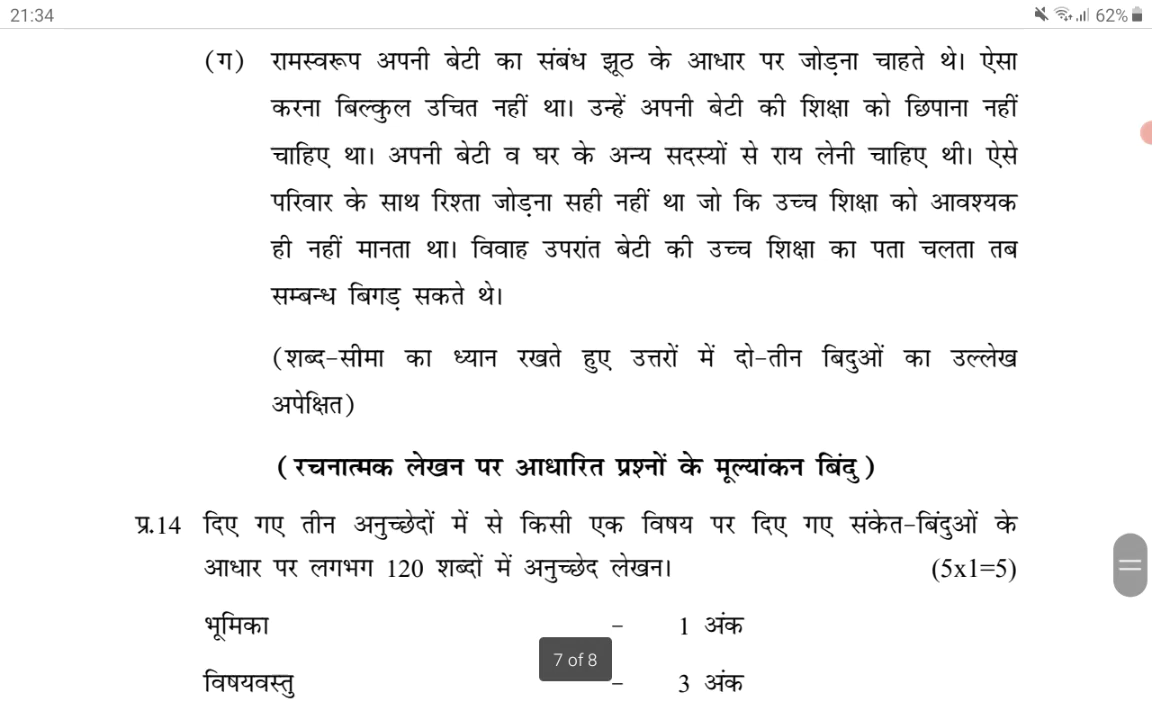 21:34 62%
(ग) रामस्वरूप अपनी बेटी का संबंध झूठ के आधार पर जोड़ना चाहते थे। ऐसा
करना बिल्कुल उचित नहीं था। उन्हें अपनी बेटी की शिक्षा को छिपाना नहीं
चाहिए था। अपनी बेटी व घर के अन्य सदस्यों से राय लेनी चाहिए थी। ऐसे
परिवार के साथ रिश्ता जोड़ना सही नहीं था जो कि उच्च शिक्षा को आवश्यक
ही नहीं मानता था। विवाह उपरांत बेटी की उच्च शिक्षा का पता चलता तब
सम्बन्ध बिगड़ सकते थे।
(शब्द-सीमा का ध्यान रखते हुए उत्तरों में दो-तीन बिदुओं का उल्लेख
अपेक्षित)
(रचनात्मक लेखन पर आधारित प्रश्नों के मूल्यांकन बिंदु)
प्र.14 दिए गए तीन अनुच्छेदों में से किसी एक विषय पर दिए गए संकेत-बिंदुओं के
आधार पर लगभग 120 शब्दों में अनुच्छेद लेखन। (5x1=5)
भूमिका – 1 अंक
7 of 8
विषयवस्तु – 3 अंक